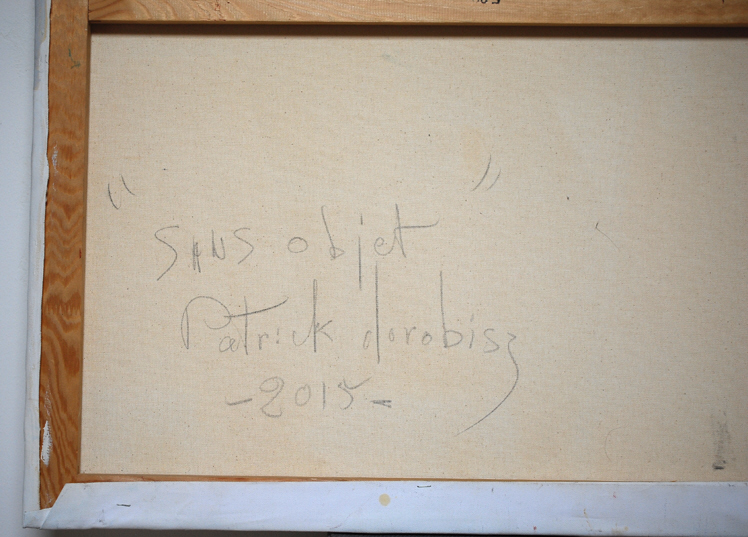 " SANS objet "
Patrick dorobisz
-2015-